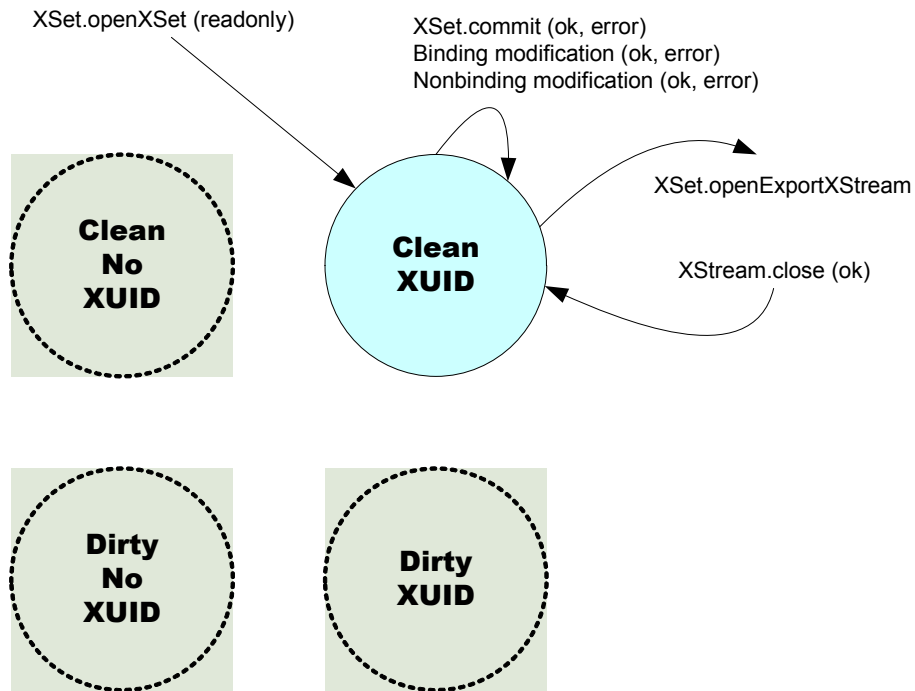 XSet.openXSet (readonly)
XSet.commit (ok, error)
Binding modification (ok, error)
Nonbinding modification (ok, error)
XSet.openExportXStream
XStream.close (ok)
Clean
No
XUID
Clean
XUID
Dirty
No
XUID
Dirty
XUID